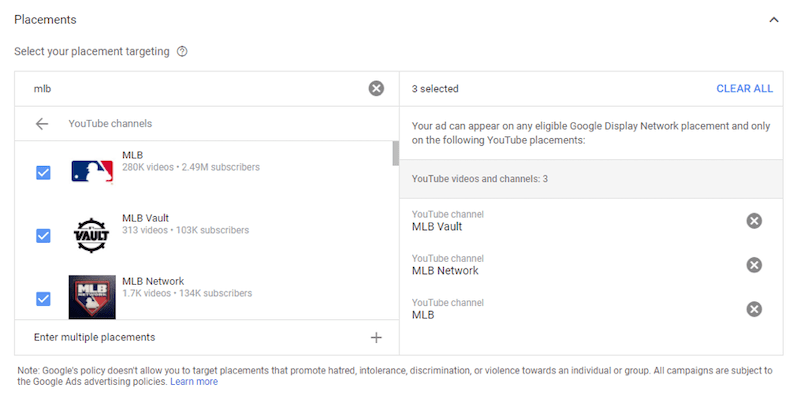 Placements
Select your placement targeting
mlb
YouTube channels
MLB
280K videos • 2.49M subscribers
VAULT
MLB Vault
313 videos • 103K subscribers
MLB
NETWORK
MLB Network
1.7K videos • 134K subscribers
Enter multiple placements
3 selected
CLEAR ALL
Your ad can appear on any eligible Google Display Network placement and only
on the following YouTube placements:
YouTube videos and channels: 3
YouTube channel
MLB Vault
YouTube channel
MLB Network
YouTube channel
MLB
Note: Google's policy doesn't allow you to target placements that promote hatred, intolerance, discrimination, or violence towards an individual or group. All campaigns are subject to
the Google Ads advertising policies. Learn more